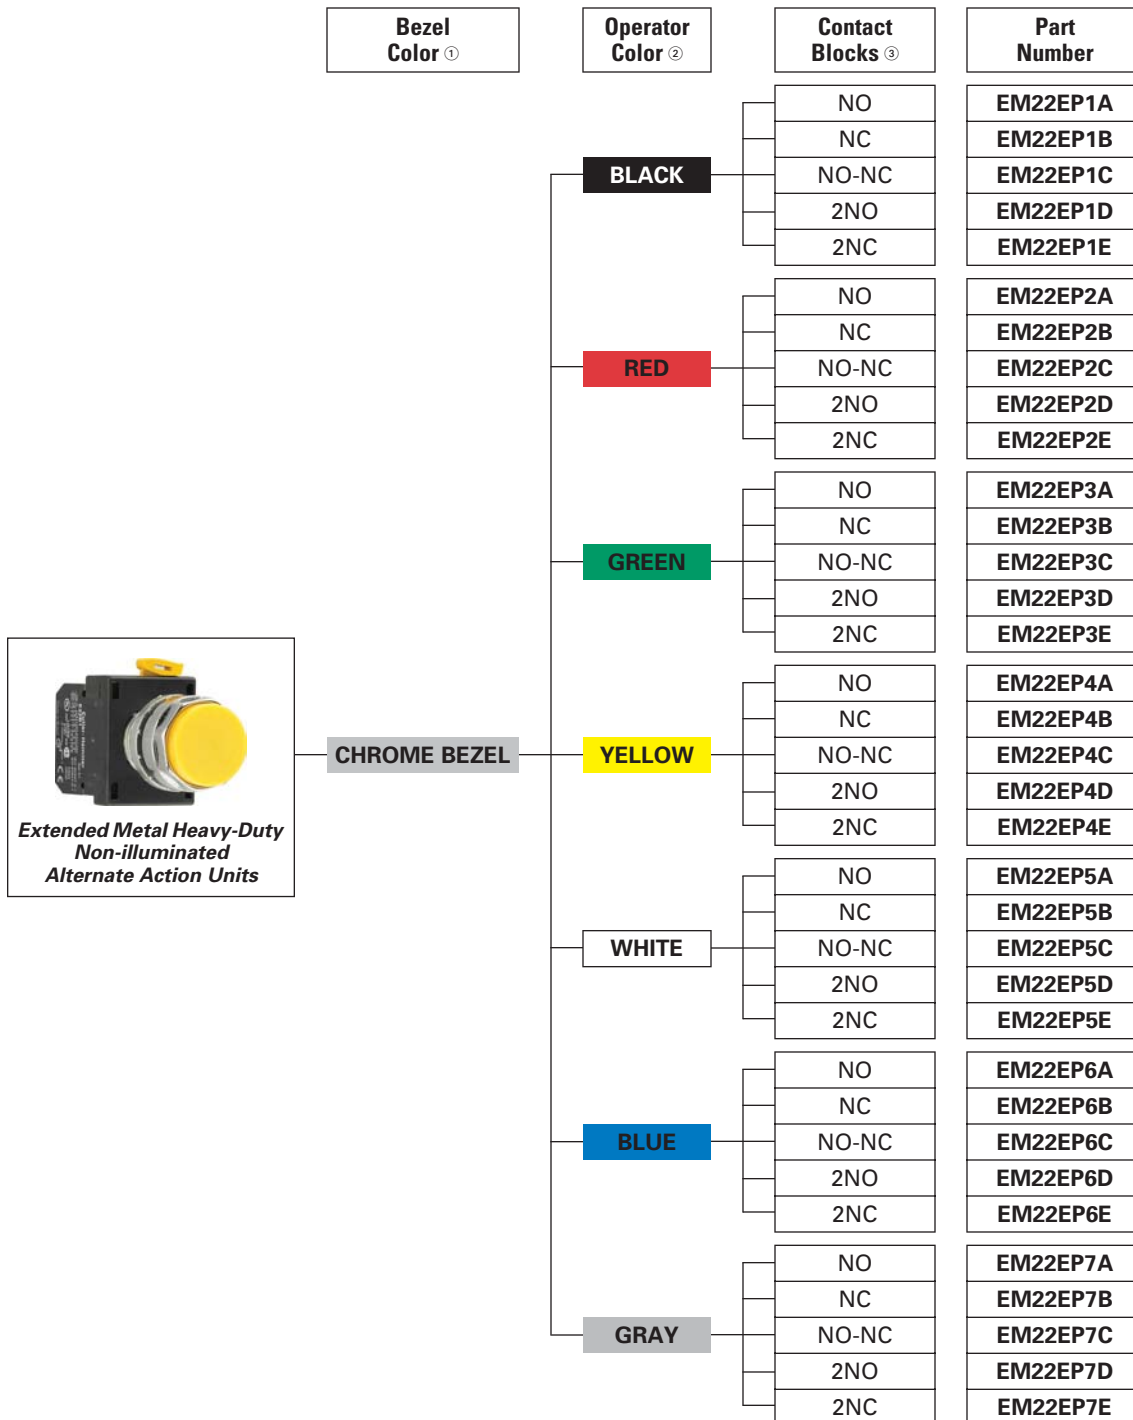 Bezel
Color ①
Operator
Color ②
Contact
Blocks ③
Part
Number
BLACK
NO EM22EP1A
NC EM22EP1B
NO-NC EM22EP1C
2NO EM22EP1D
2NC EM22EP1E
RED
NO EM22EP2A
NC EM22EP2B
NO-NC EM22EP2C
2NO EM22EP2D
2NC EM22EP2E
GREEN
NO EM22EP3A
NC EM22EP3B
NO-NC EM22EP3C
2NO EM22EP3D
2NC EM22EP3E
Extended Metal Heavy-Duty
Non-illuminated
Alternate Action Units
CHROME BEZEL
YELLOW
NO EM22EP4A
NC EM22EP4B
NO-NC EM22EP4C
2NO EM22EP4D
2NC EM22EP4E
WHITE
NO EM22EP5A
NC EM22EP5B
NO-NC EM22EP5C
2NO EM22EP5D
2NC EM22EP5E
BLUE
NO EM22EP6A
NC EM22EP6B
NO-NC EM22EP6C
2NO EM22EP6D
2NC EM22EP6E
GRAY
NO EM22EP7A
NC EM22EP7B
NO-NC EM22EP7C
2NO EM22EP7D
2NC EM22EP7E